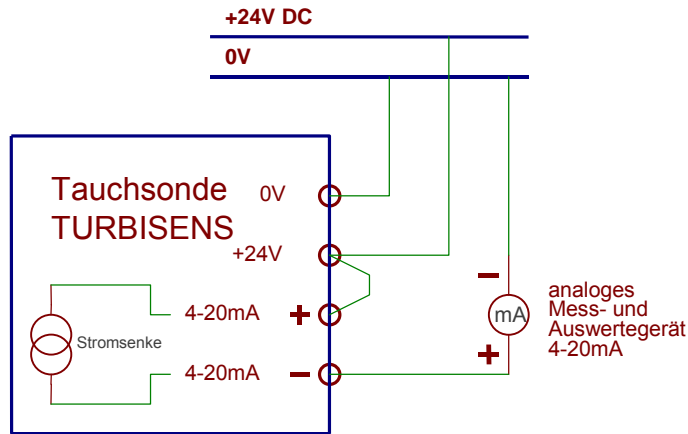 +24V DC
0V
Tauchsonde
TURBISENS
0V
+24V
4-20mA +
Stromsenke
4-20mA −
−
mA
+
analoges
Mess- und
Auswertegerät
4-20mA